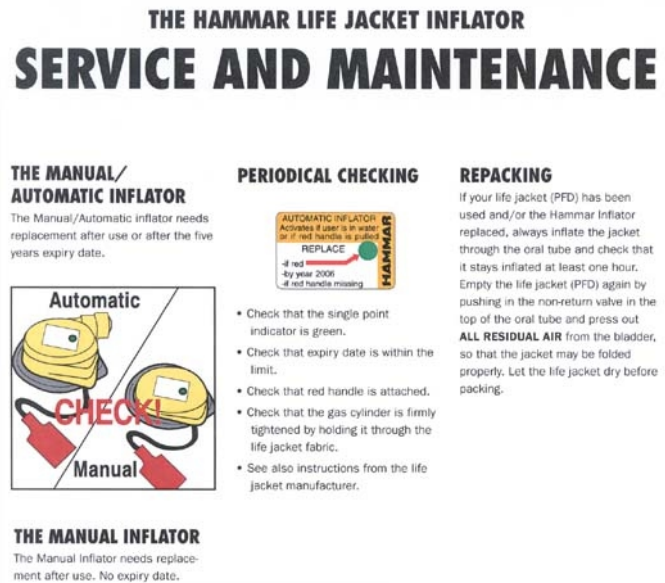 THE HAMMAR LIFE JACKET INFLATOR
SERVICE AND MAINTENANCE
THE MANUAL/
AUTOMATIC INFLATOR
The Manual/Automatic inflator needs
replacement after use or after the five
years expiry date.
Automatic
CHECK!
Manual
THE MANUAL INFLATOR
The Manual Inflator needs replace-
ment after use. No expiry date.
PERIODICAL CHECKING
AUTOMATIC INFLATOR
Activates if user is in water
or if red handle is pulled
REPLACE
-if red
-by year 2006
-if red handle missing
HAMMAR
• Check that the single point
indicator is green.
• Check that expiry date is within the
limit.
• Check that red handle is attached.
• Check that the gas cylinder is firmly
tightened by holding it through the
life jacket fabric.
• See also instructions from the life
jacket manufacturer.
REPACKING
If your life jacket (PFD) has been
used and/or the Hammar Inflator
replaced, always inflate the jacket
through the oral tube and check that
it stays inflated at least one hour.
Empty the life jacket (PFD) again by
pushing in the non-return valve in the
top of the oral tube and press out
ALL RESIDUAL AIR from the bladder,
so that the jacket may be folded
properly. Let the life jacket dry before
packing.